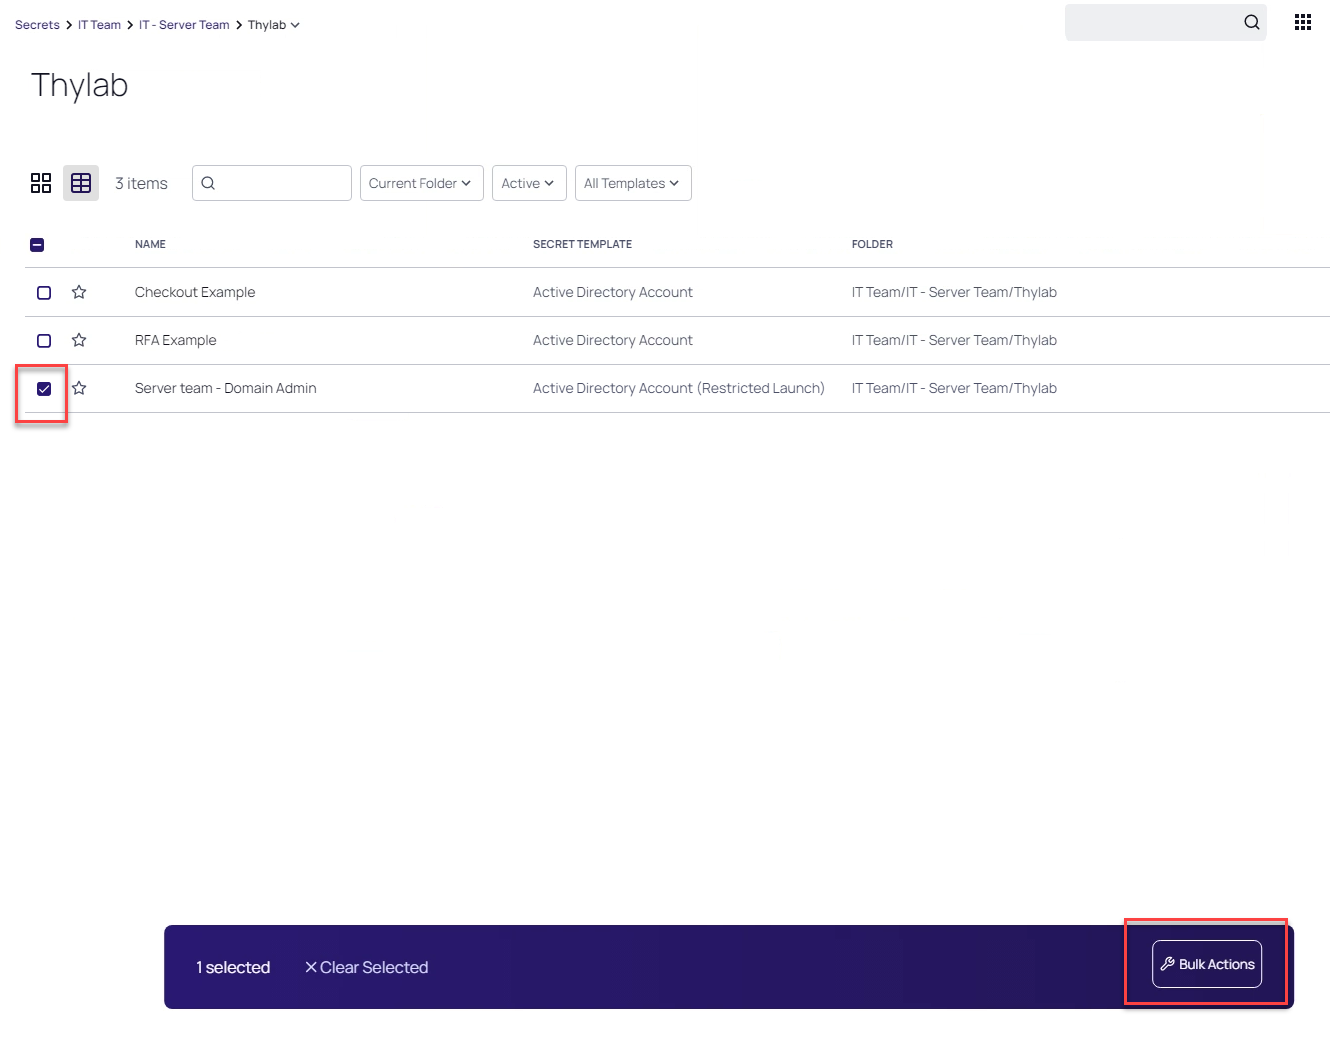 Secrets IT Team IT - Server Team Thylab
Thylab
3 items Current Folder Active All Templates
NAME SECRET TEMPLATE FOLDER
Checkout Example Active Directory Account IT Team/IT - Server Team/Thylab
RFA Example Active Directory Account IT Team/IT - Server Team/Thylab
Server team - Domain Admin Active Directory Account (Restricted Launch) IT Team/IT - Server Team/Thylab
1 selected Clear Selected Bulk Actions